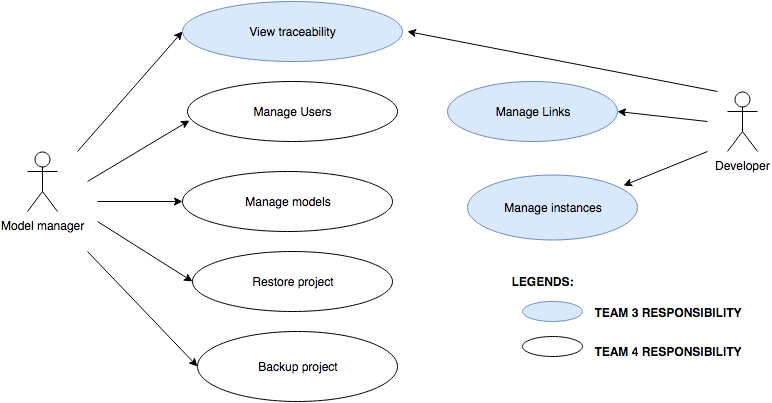 View traceability
Manage Users
Manage Links
Developer
Manage models
Manage instances
Model manager
Restore project
LEGENDS:
TEAM 3 RESPONSIBILITY
TEAM 4 RESPONSIBILITY
Backup project